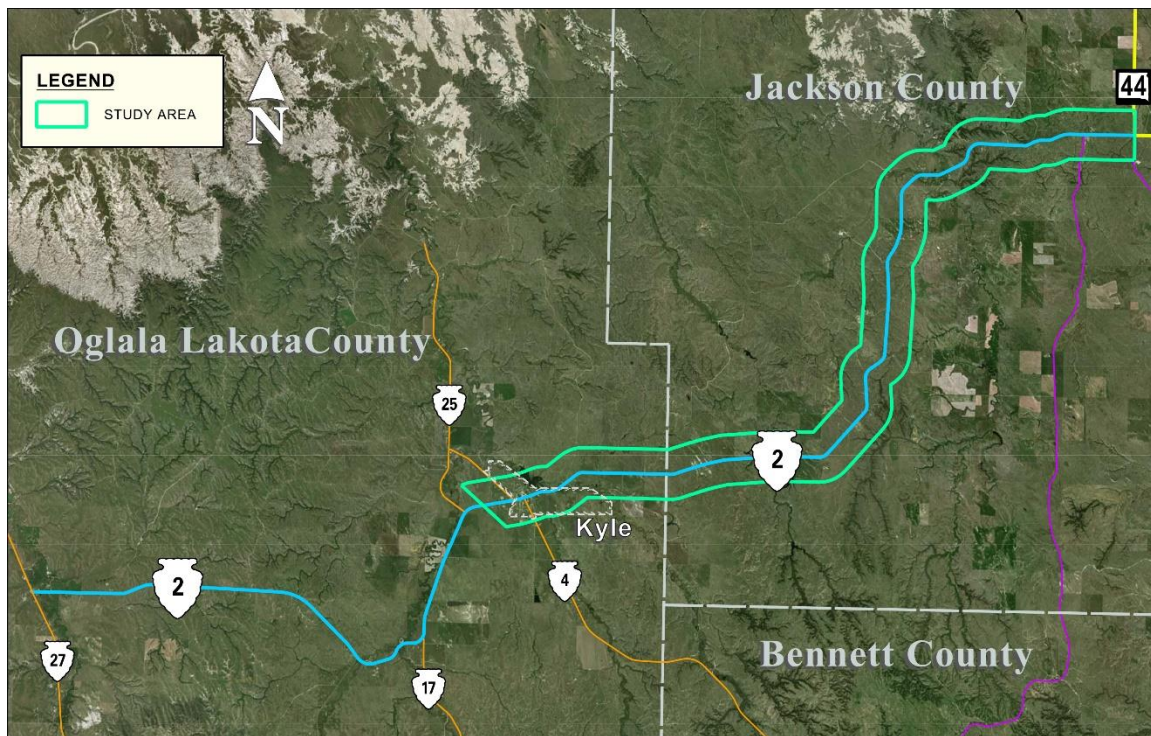 LEGEND
STUDY AREA
N
Jackson County
44
Oglala LakotaCounty
25
2
Kyle
2
4
27
17
Bennett County